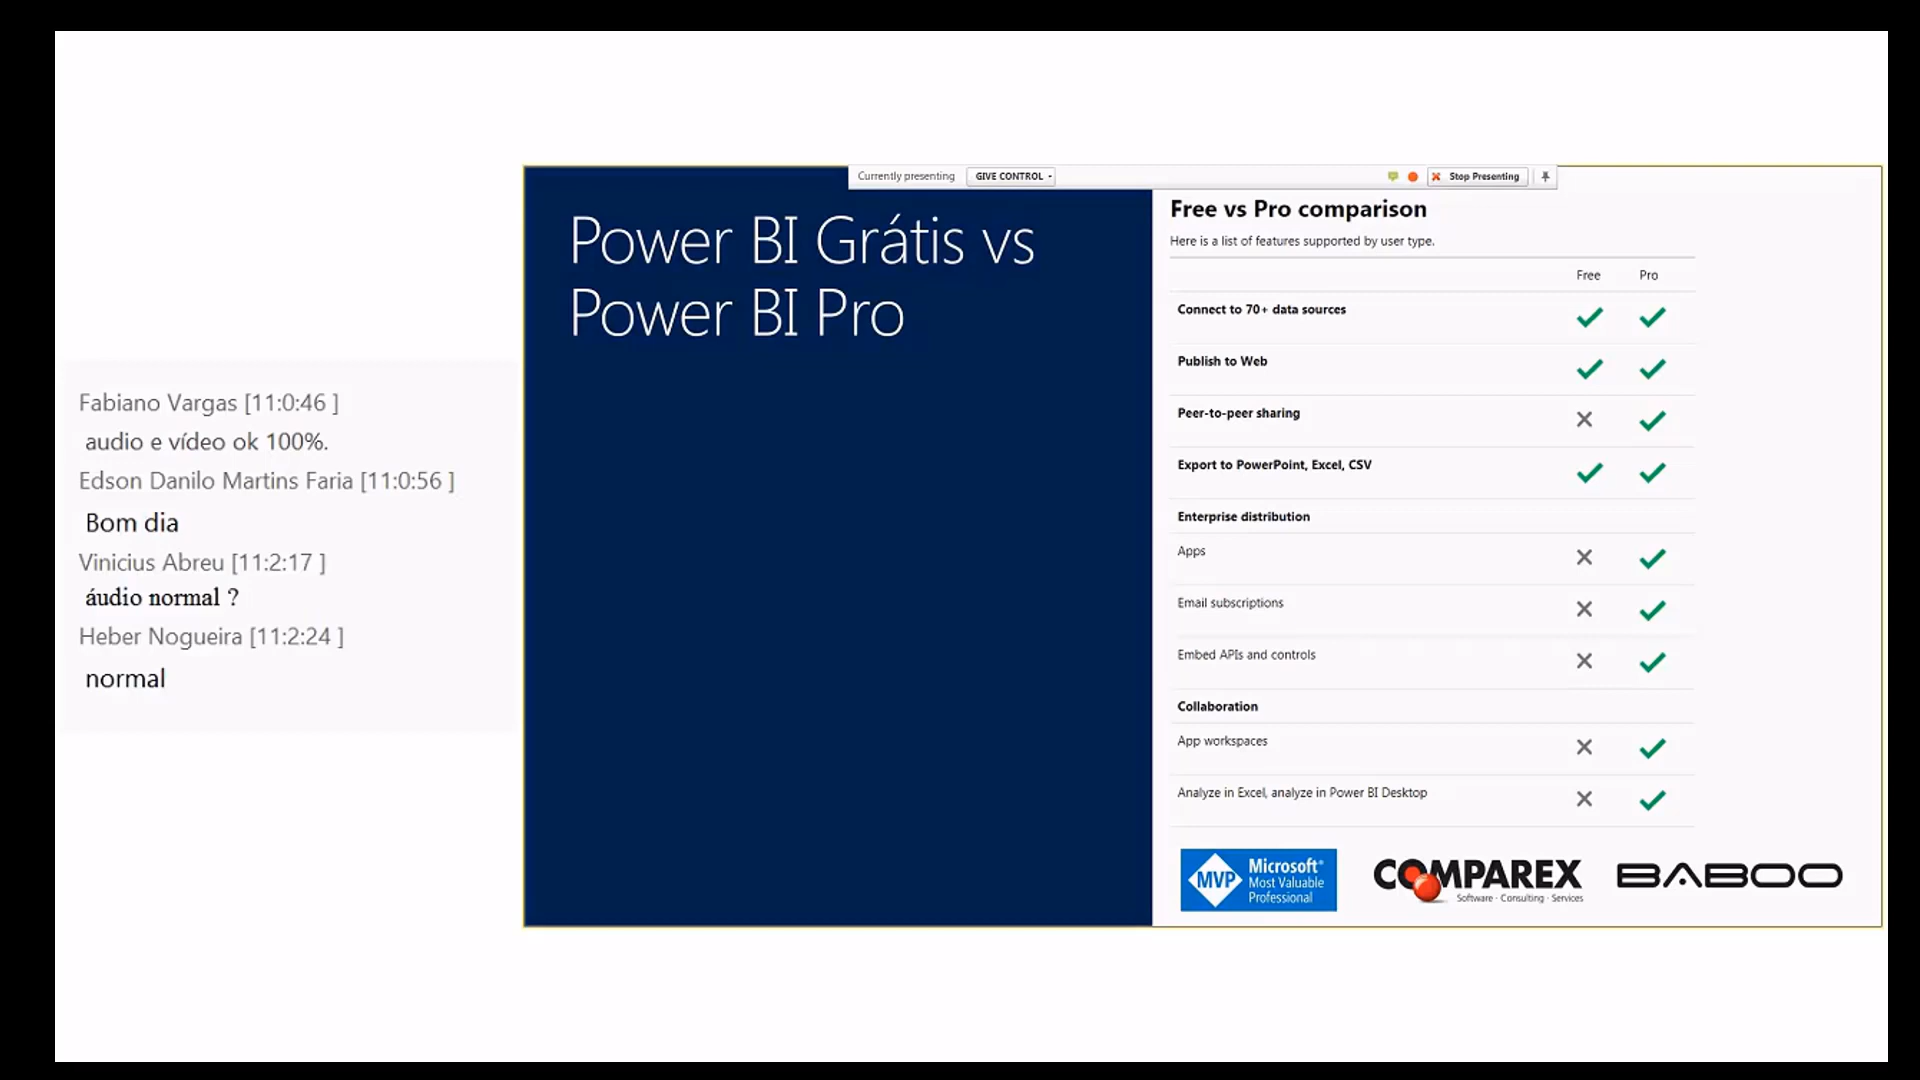 Fabiano Vargas [11:0:46 ]
audio e vídeo ok 100%.
Edson Danilo Martins Faria [11:0:56 ]
Bom dia
Vinicius Abreu [11:2:17 ]
áudio normal ?
Heber Nogueira [11:2:24 ]
normal
Currently presenting GIVE CONTROL Stop Presenting
Power BI Grátis vs
Power BI Pro
Free vs Pro comparison
Here is a list of features supported by user type.
Free Pro
Connect to 70+ data sources
Publish to Web
Peer-to-peer sharing
Export to PowerPoint, Excel, CSV
Enterprise distribution
Apps
Email subscriptions
Embed APIs and controls
Collaboration
App workspaces
Analyze in Excel, analyze in Power BI Desktop
MVP
Microsoft®
Most Valuable
Professional
COMPAREX
Software · Consulting · Services
BABOO